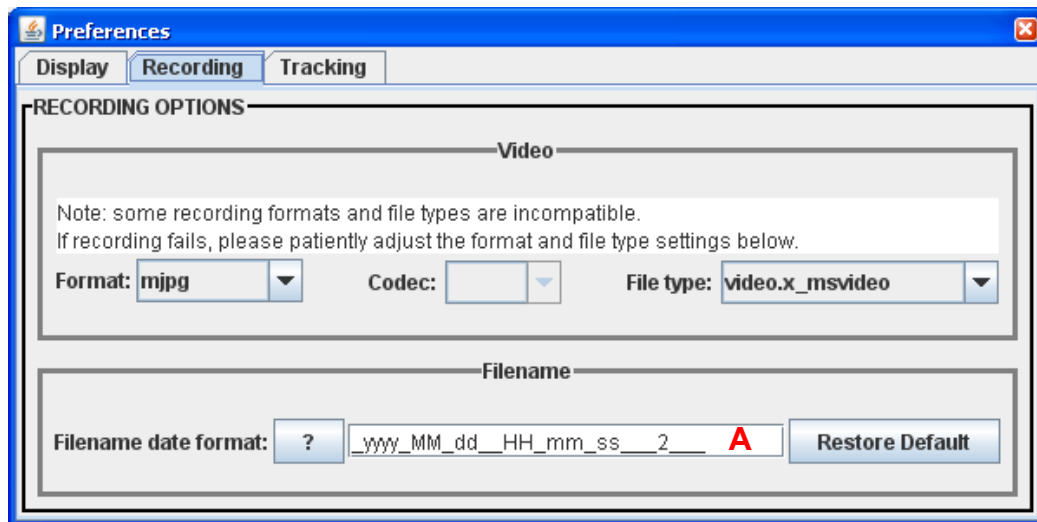 Preferences
Display Recording Tracking
RECORDING OPTIONS
Video
Note: some recording formats and file types are incompatible.
If recording fails, please patiently adjust the format and file type settings below.
Format: mjpg Codec: File type: video.x_msvideo
Filename
Filename date format: ? _yyyy_MM_dd__HH_mm_ss___2___ A Restore Default